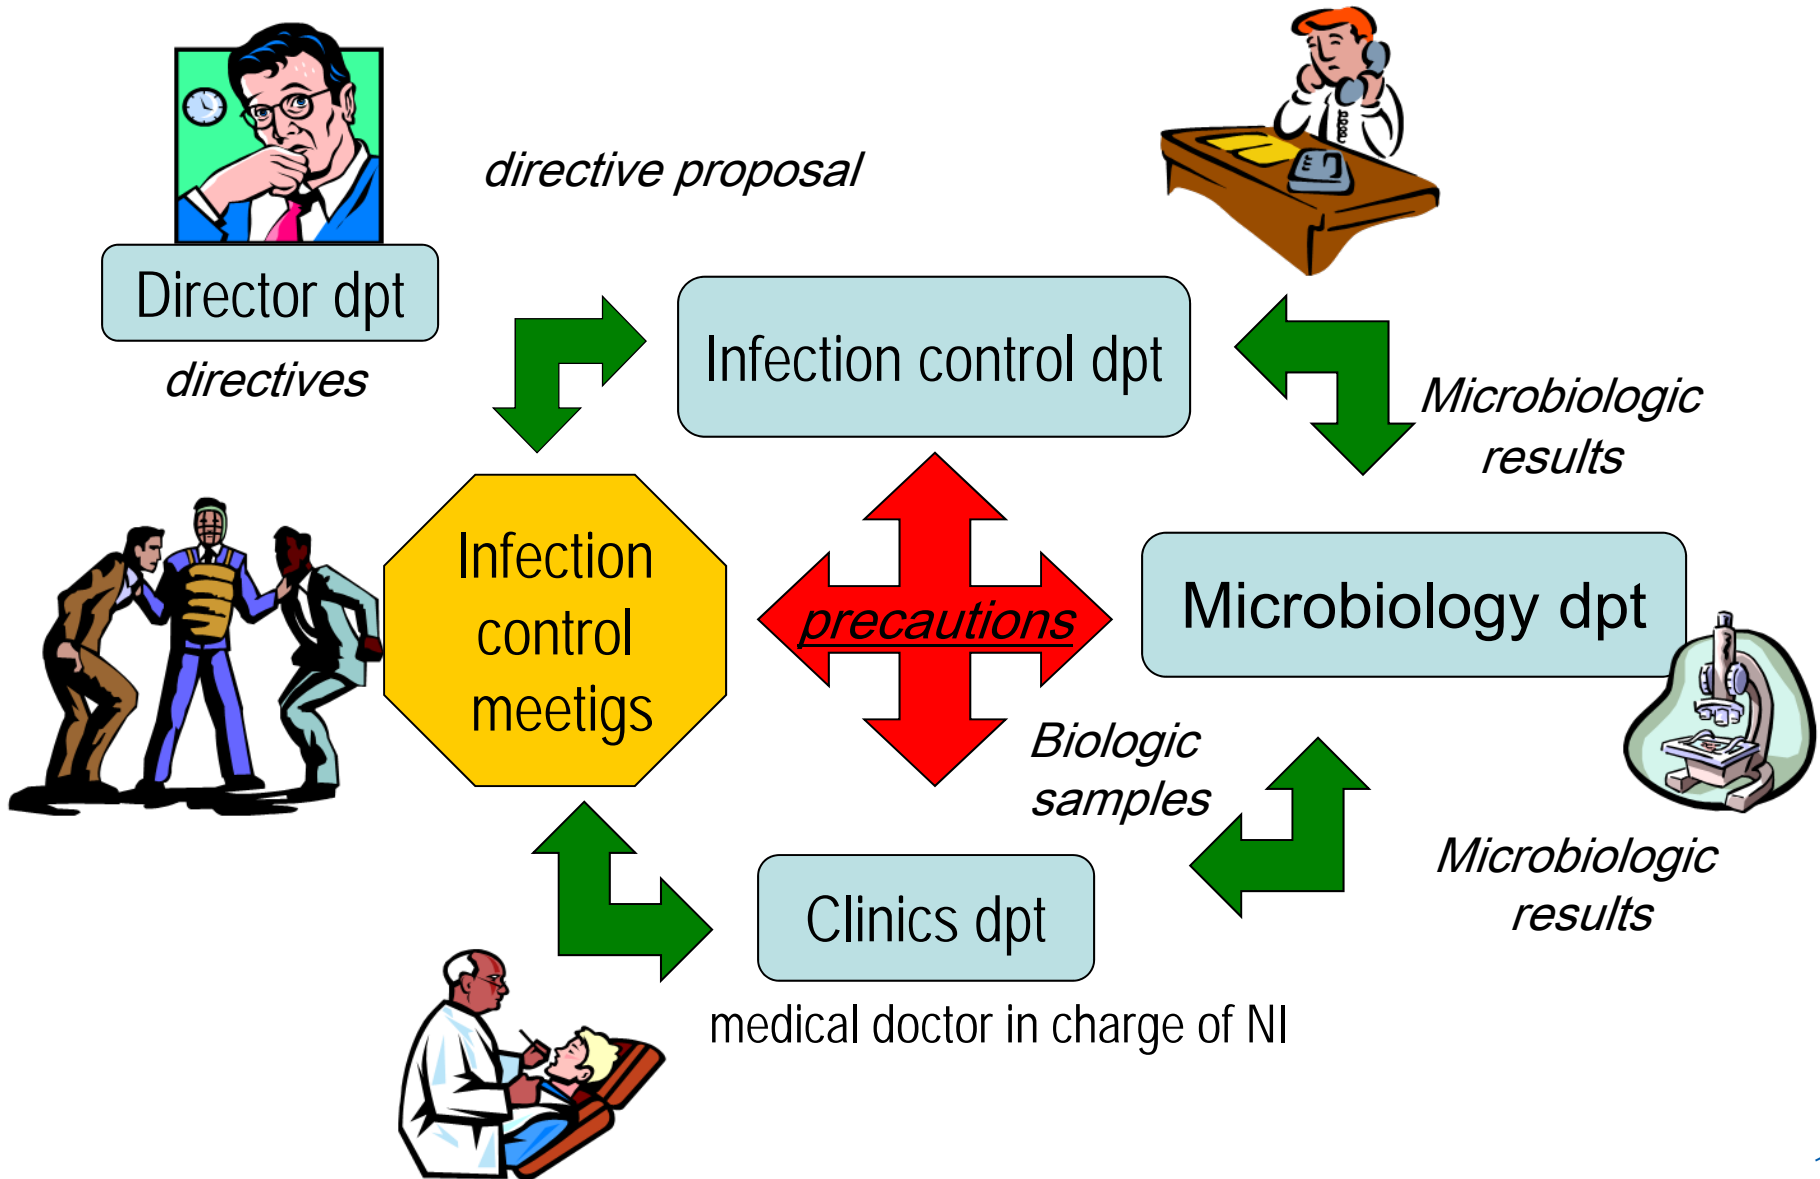 directive proposal
Director dpt
directives
Infection control dpt
Microbiologic
results
Infection
control
meetigs
precautions
Microbiology dpt
Biologic
samples
Microbiologic
results
Clinics dpt
medical doctor in charge of NI